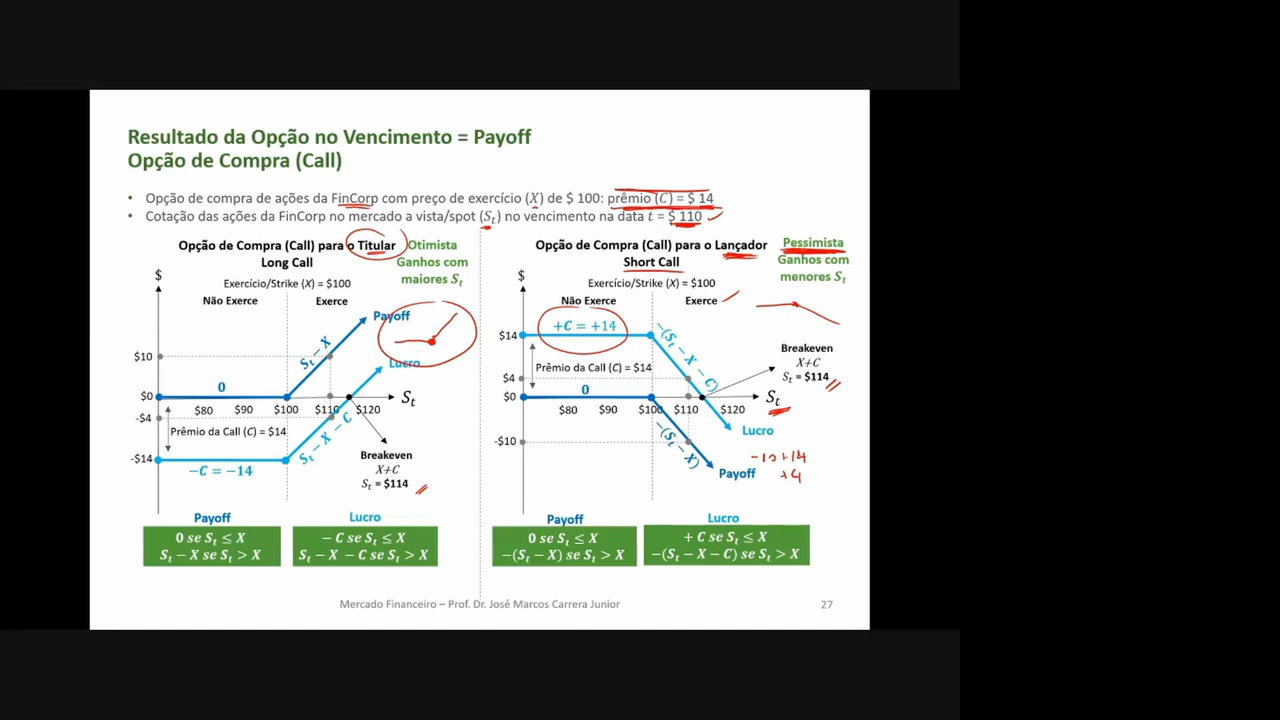 Resultado da Opção no Vencimento = Payoff
Opção de Compra (Call)
• Opção de compra de ações da FinCorp com preço de exercício (X) de $ 100: prêmio (C) = $ 14
• Cotação das ações da FinCorp no mercado a vista/spot (Sₜ) no vencimento na data t = $ 110
Opção de Compra (Call) para o Titular
Long Call
Otimista
Ganhos com
maiores Sₜ
$
Exercício/Strike (X) = $100
Não Exerce
Exerce
Payoff
Sₜ − X
$10
Lucro
0
$0
$80
$90
$100
$110
$120
Sₜ
-$4
Prêmio da Call (C) = $14
Sₜ − X − C
-$14
−C = −14
Breakeven
X+C
Sₜ = $114
Payoff
0 se Sₜ ≤ X
Sₜ − X se Sₜ > X
Lucro
− C se Sₜ ≤ X
Sₜ − X − C se Sₜ > X
Opção de Compra (Call) para o Lançador
Short Call
Pessimista
Ganhos com
menores Sₜ
$
Exercício/Strike (X) = $100
Não Exerce
Exerce
+C = +14
$14
−(Sₜ − X − C)
Prêmio da Call (C) = $14
Breakeven
X+C
Sₜ = $114
$4
0
$0
$80
$90
$100
$110
$120
Sₜ
Lucro
−(Sₜ − X)
-$10
Payoff
-10+14
+4
Payoff
0 se Sₜ ≤ X
−(Sₜ − X) se Sₜ > X
Lucro
+ C se Sₜ ≤ X
−(Sₜ − X − C) se Sₜ > X
Mercado Financeiro – Prof. Dr. José Marcos Carrera Junior
27